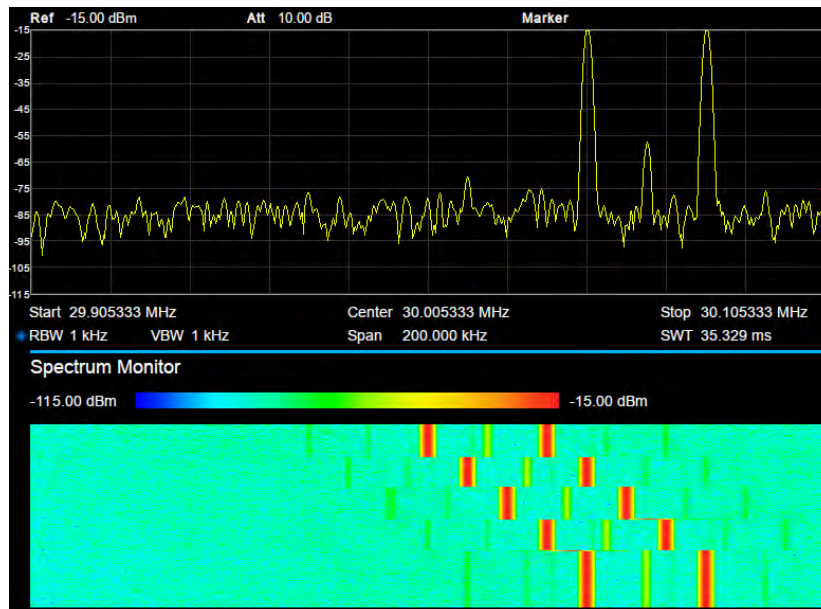 Ref -15.00 dBm Att 10.00 dB Marker
-15
-25
-35
-45
-55
-65
-75
-85
-95
-105
-115
Start 29.905333 MHz Center 30.005333 MHz Stop 30.105333 MHz
RBW 1 kHz VBW 1 kHz Span 200.000 kHz SWT 35.329 ms
Spectrum Monitor
-115.00 dBm -15.00 dBm